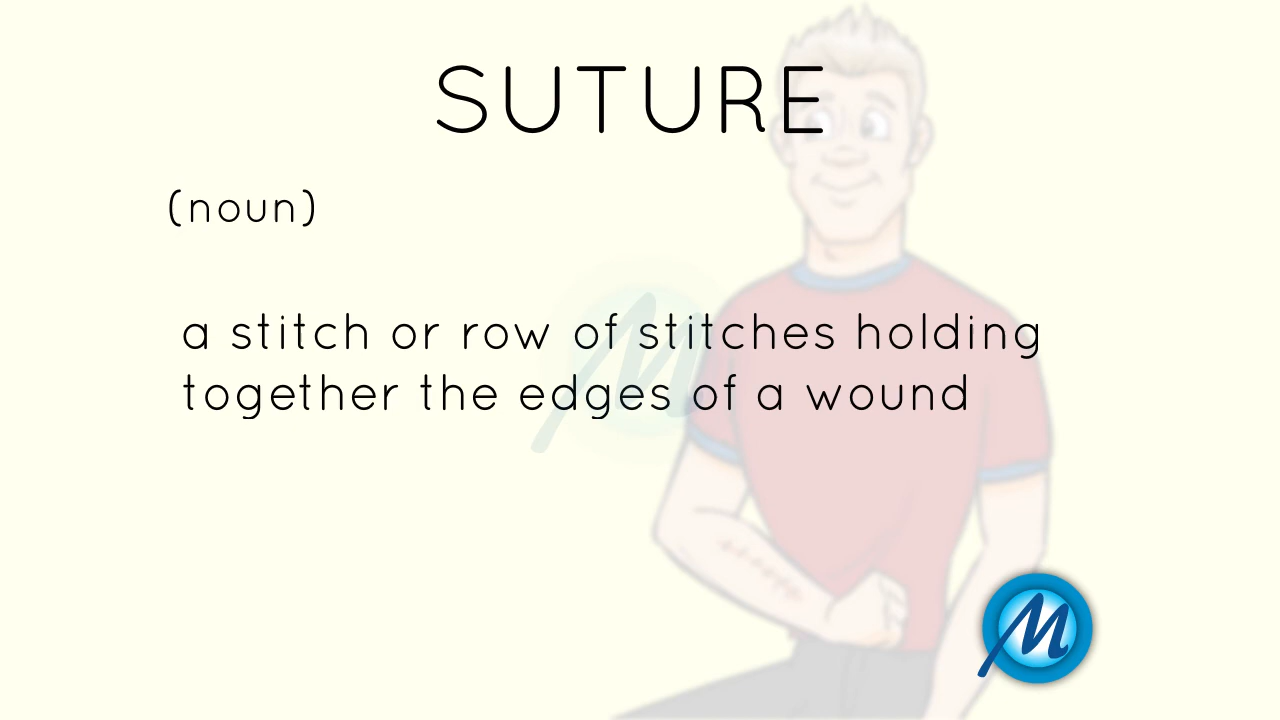 SUTURE
(noun)
a stitch or row of stitches holding
together the edges of a wound
M